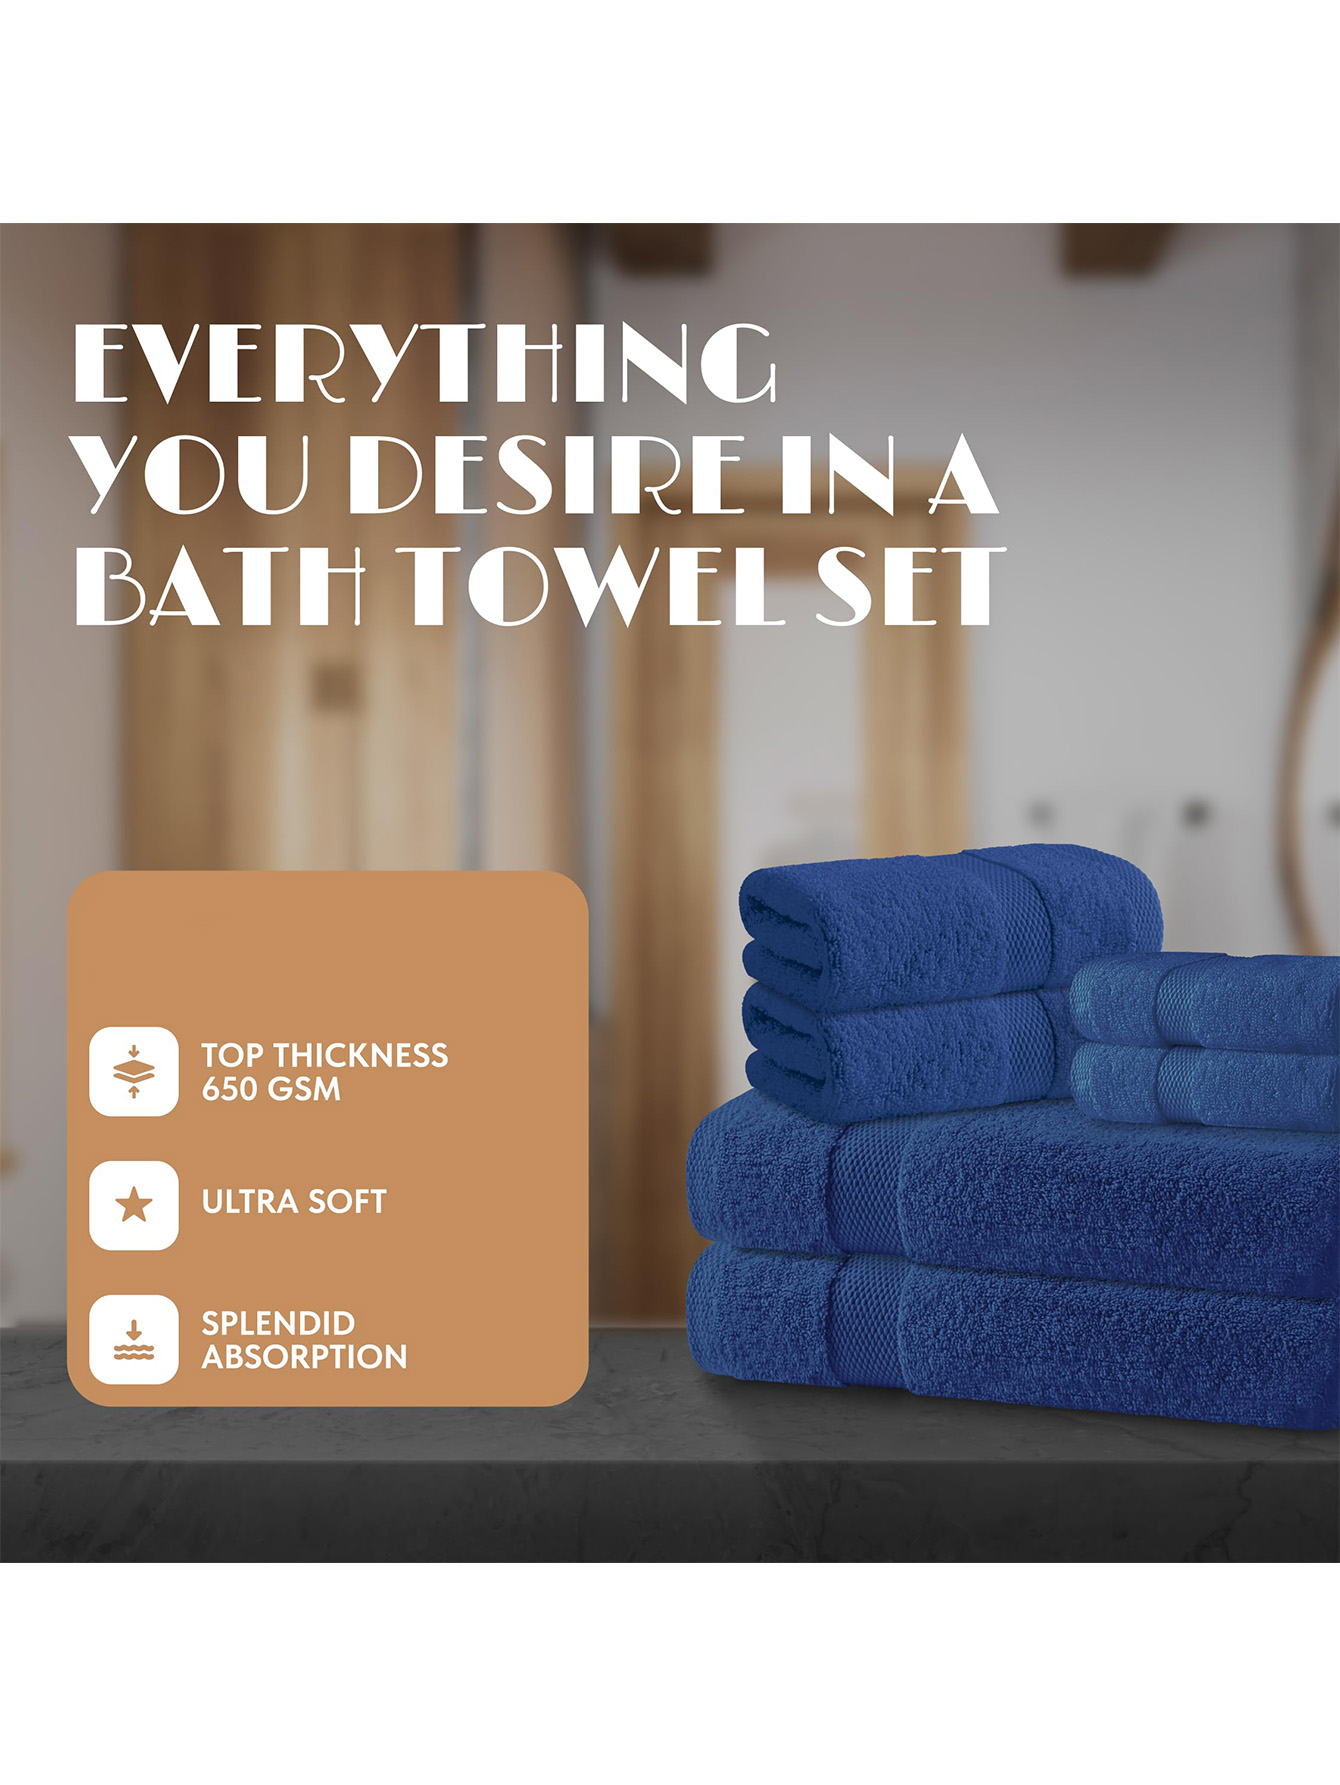 EVERYTHING
YOU DESIRE IN A
BATH TOWEL SET
TOP THICKNESS
650 GSM
ULTRA SOFT
SPLENDID
ABSORPTION